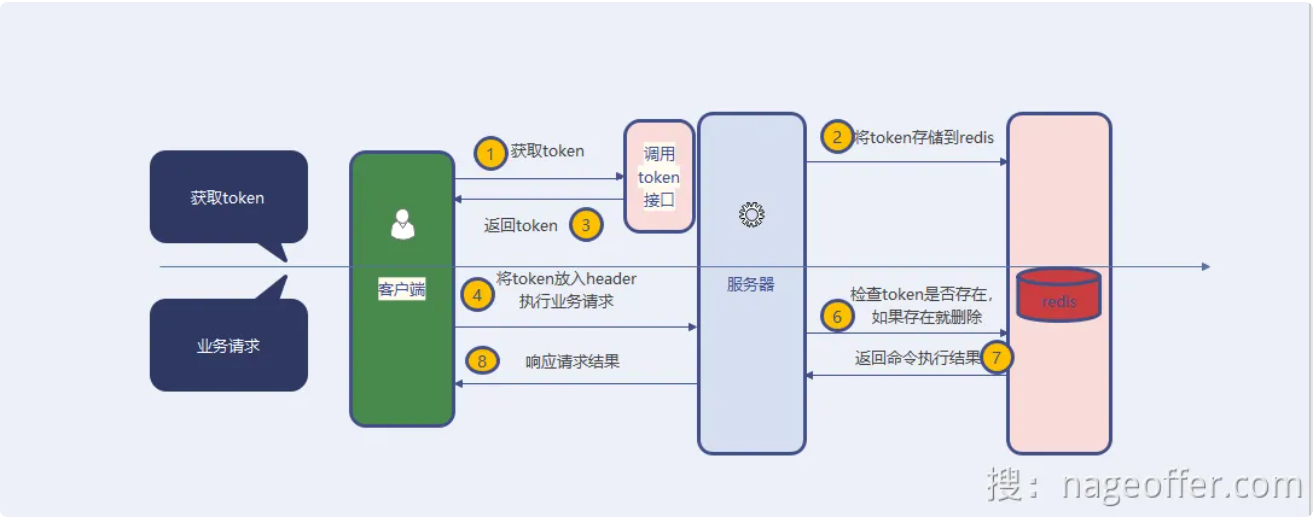 获取token
1
获取token
返回token
3
调用
token
接口
2
将token存储到redis
客户端
服务器
redis
业务请求
4
将token放入header
执行业务请求
6
检查token是否存在，
如果存在就删除
8
响应请求结果
返回命令执行结果
7
搜：nageoffer.com